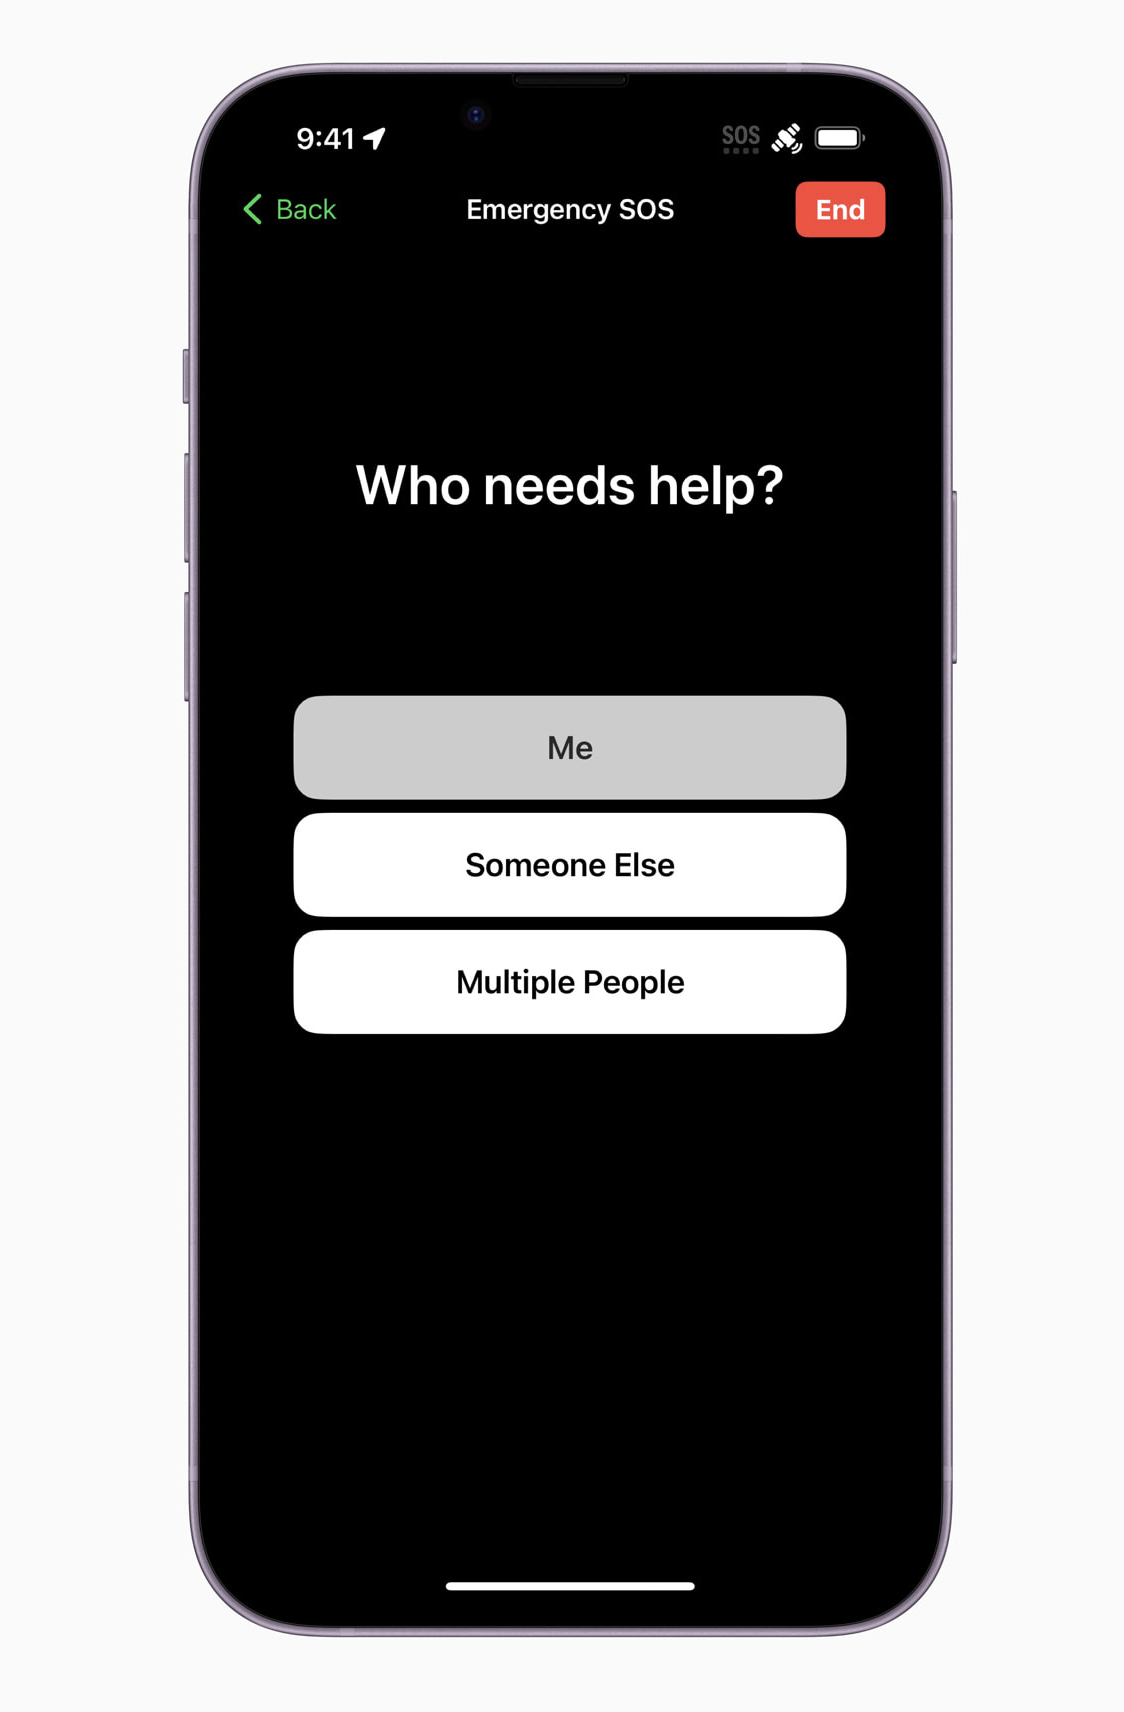 9:41 SOS
Back Emergency SOS End
Who needs help?
Me
Someone Else
Multiple People